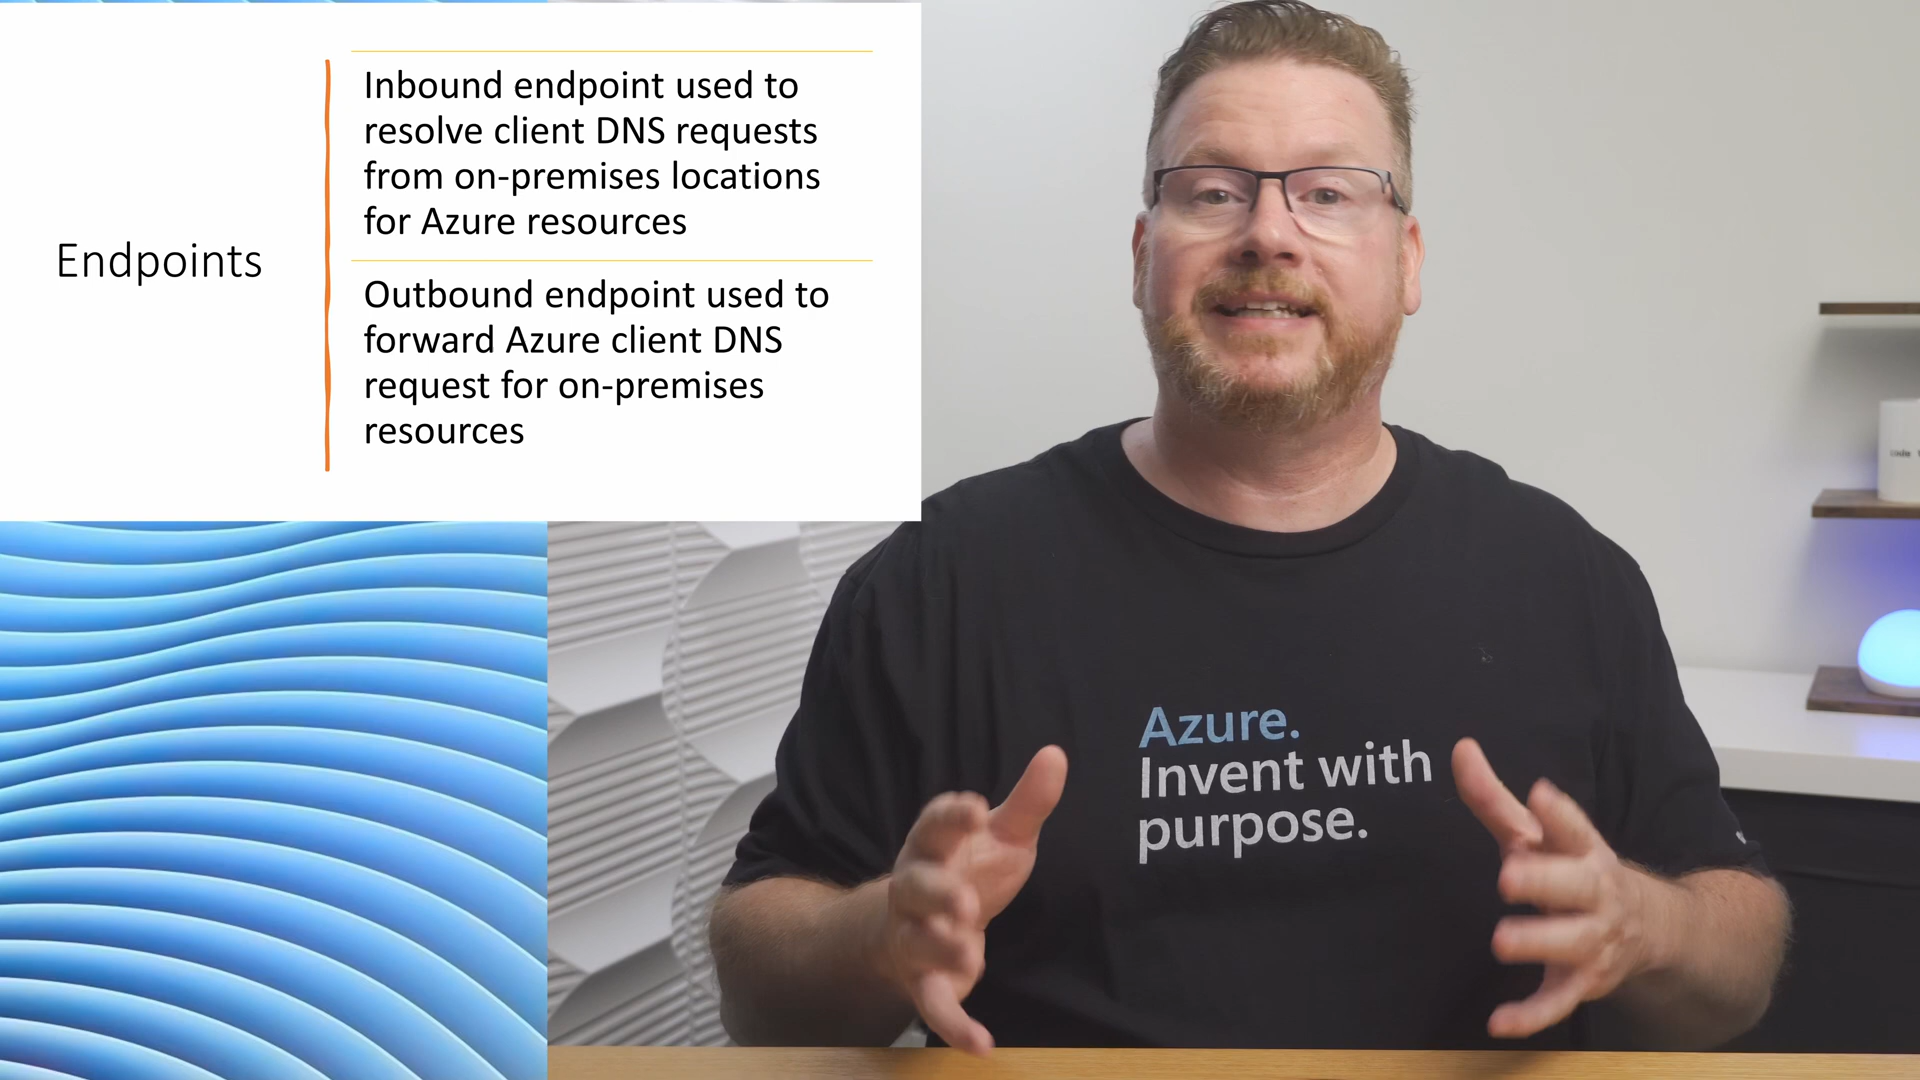 Endpoints
Inbound endpoint used to
resolve client DNS requests
from on-premises locations
for Azure resources
Outbound endpoint used to
forward Azure client DNS
request for on-premises
resources
Azure.
Invent with
purpose.